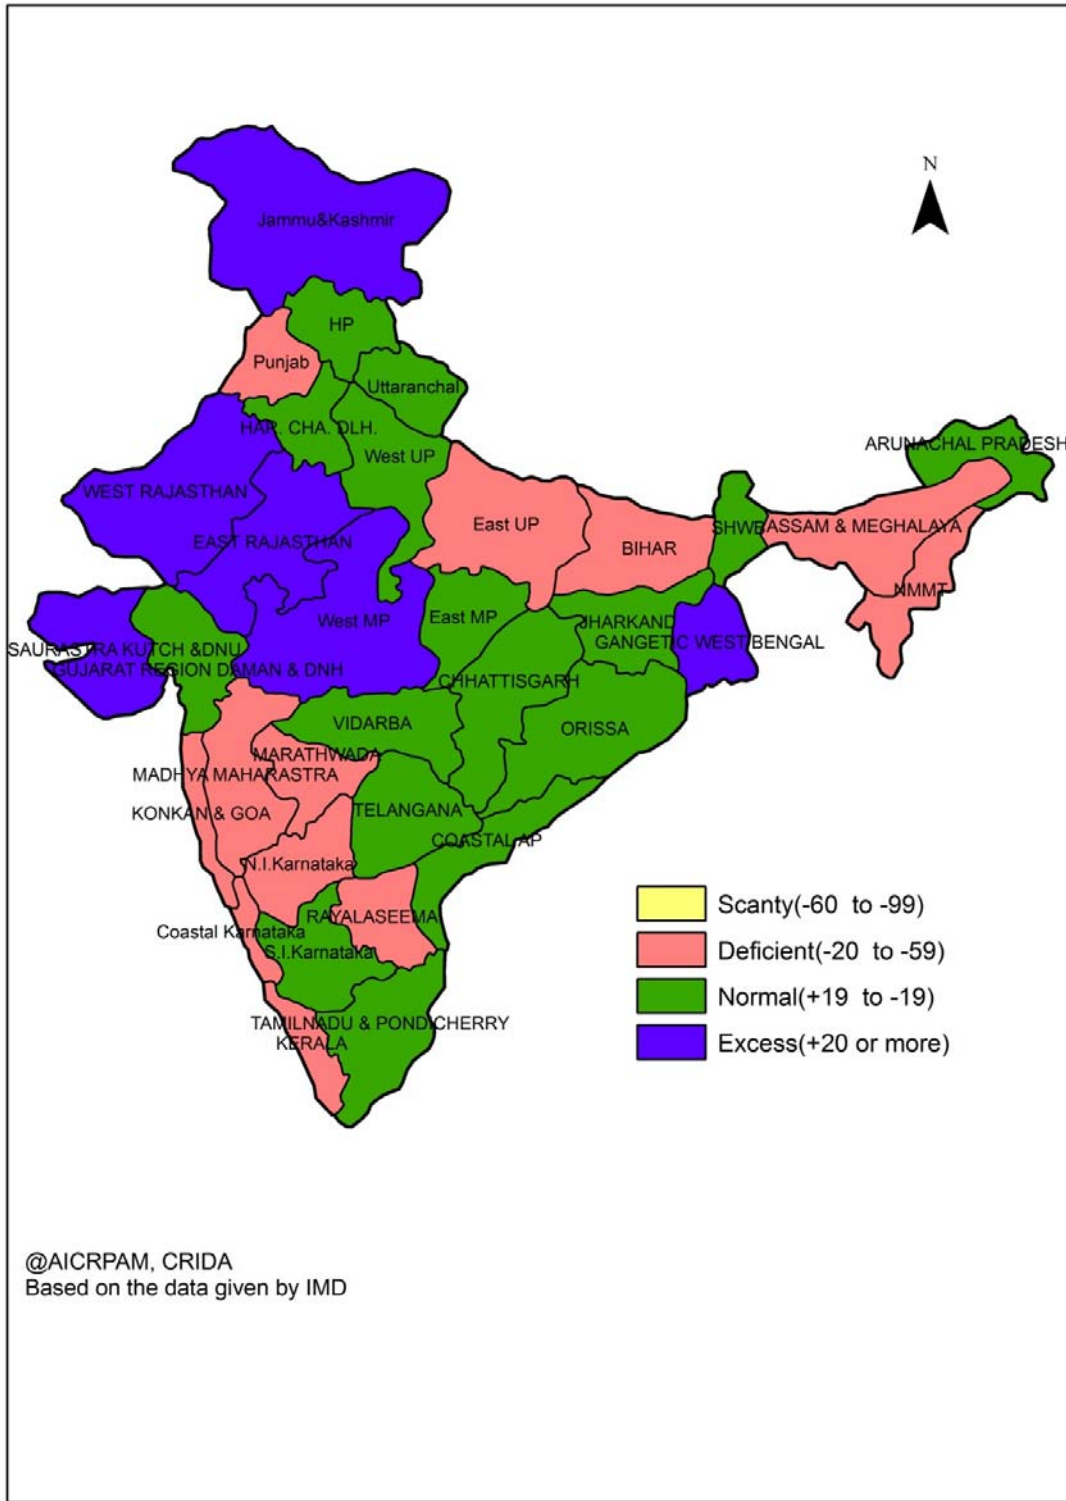 N
Jammu&Kashmir
HP
Punjab
Uttaranchal
HAR. CHA. DLH.
West UP
ARUNACHAL PRADESH
WEST RAJASTHAN
EAST RAJASTHAN
East UP
BIHAR
SHWB
ASSAM & MEGHALAYA
NMMT
West MP
East MP
JHARKAND
GANGETIC WEST BENGAL
SAURASTRA KUTCH &DNU
GUJARAT REGION DAMAN & DNH
CHHATTISGARH
VIDARBA
ORISSA
MARATHWADA
MADHYA MAHARASTRA
KONKAN & GOA
TELANGANA
COASTAL AP
N.I.Karnataka
RAYALASEEMA
Coastal Karnataka
S.I.Karnataka
TAMILNADU & PONDICHERRY
KERALA
Scanty(-60 to -99)
Deficient(-20 to -59)
Normal(+19 to -19)
Excess(+20 or more)
@AICRPAM, CRIDA
Based on the data given by IMD